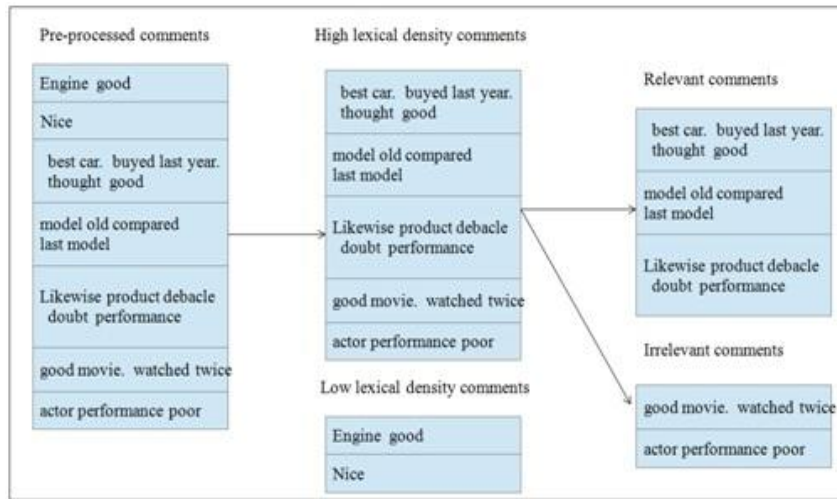 Pre-processed comments
Engine good
Nice
best car. buyed last year.
thought good
model old compared
last model
Likewise product debacle
doubt performance
good movie. watched twice
actor performance poor
High lexical density comments
best car. buyed last year.
thought good
model old compared
last model
Likewise product debacle
doubt performance
good movie. watched twice
actor performance poor
Low lexical density comments
Engine good
Nice
Relevant comments
best car. buyed last year.
thought good
model old compared
last model
Likewise product debacle
doubt performance
Irrelevant comments
good movie. watched twice
actor performance poor